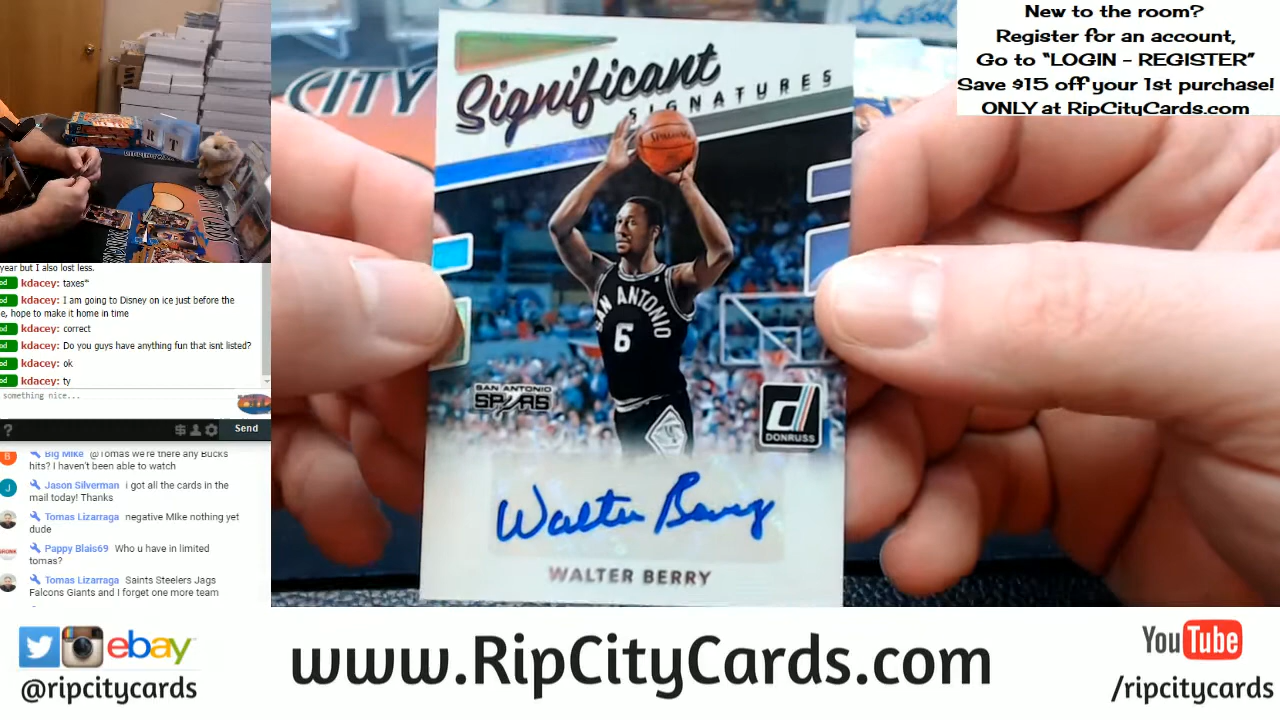 New to the room?
Register for an account,
Go to “LOGIN - REGISTER”
Save $15 off your 1st purchase!
ONLY at RipCityCards.com
CITY
Significant
SIGNATURES
SPALDING
SAN ANTONIO
6
SAN ANTONIO
SPURS
DONRUSS
Walter Berry
WALTER BERRY
R T
year but I also lost less.
kdacey: taxes*
kdacey: I am going to Disney on ice just before the
e, hope to make it home in time
kdacey: correct
kdacey: Do you guys have anything fun that isnt listed?
kdacey: ok
kdacey: ty
something nice...
?
Send
Big Mike @Tomas we're there any Bucks
hits? I haven't been able to watch
Jason Silverman i got all the cards in the
mail today! Thanks
Tomas Lizarraga negative MIke nothing yet
dude
Pappy Blais69 Who u have in limited
tomas?
Tomas Lizarraga Saints Steelers Jags
Falcons Giants and I forget one more team
ebay
@ripcitycards
www.RipCityCards.com
YouTube
/ripcitycards